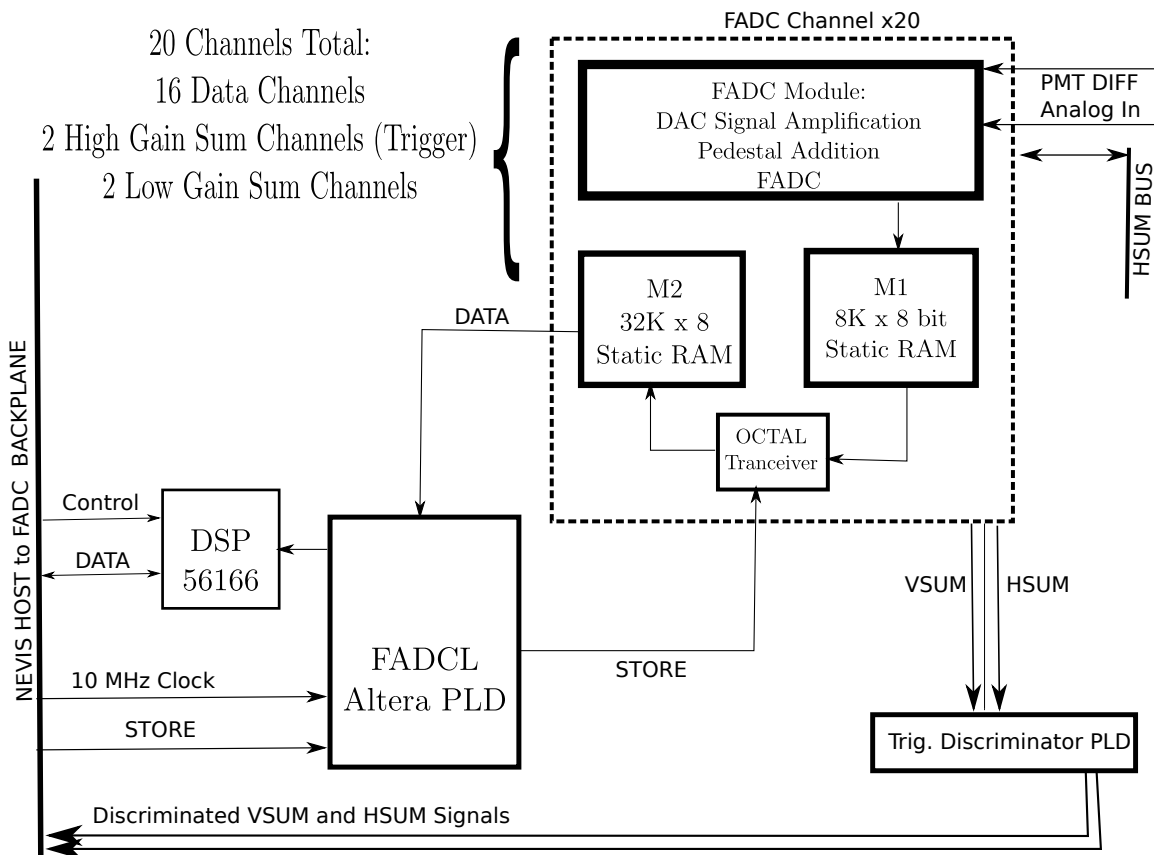 FADC Channel x20
20 Channels Total:
16 Data Channels
2 High Gain Sum Channels (Trigger)
2 Low Gain Sum Channels
FADC Module:
DAC Signal Amplification
Pedestal Addition
FADC
PMT DIFF
Analog In
HSUM BUS
M2
32K x 8
Static RAM
M1
8K x 8 bit
Static RAM
DATA
OCTAL
Tranceiver
NEVIS HOST to FADC BACKPLANE
Control
DATA
DSP
56166
FADCL
Altera PLD
10 MHz Clock
STORE
STORE
VSUM
HSUM
Trig. Discriminator PLD
Discriminated VSUM and HSUM Signals